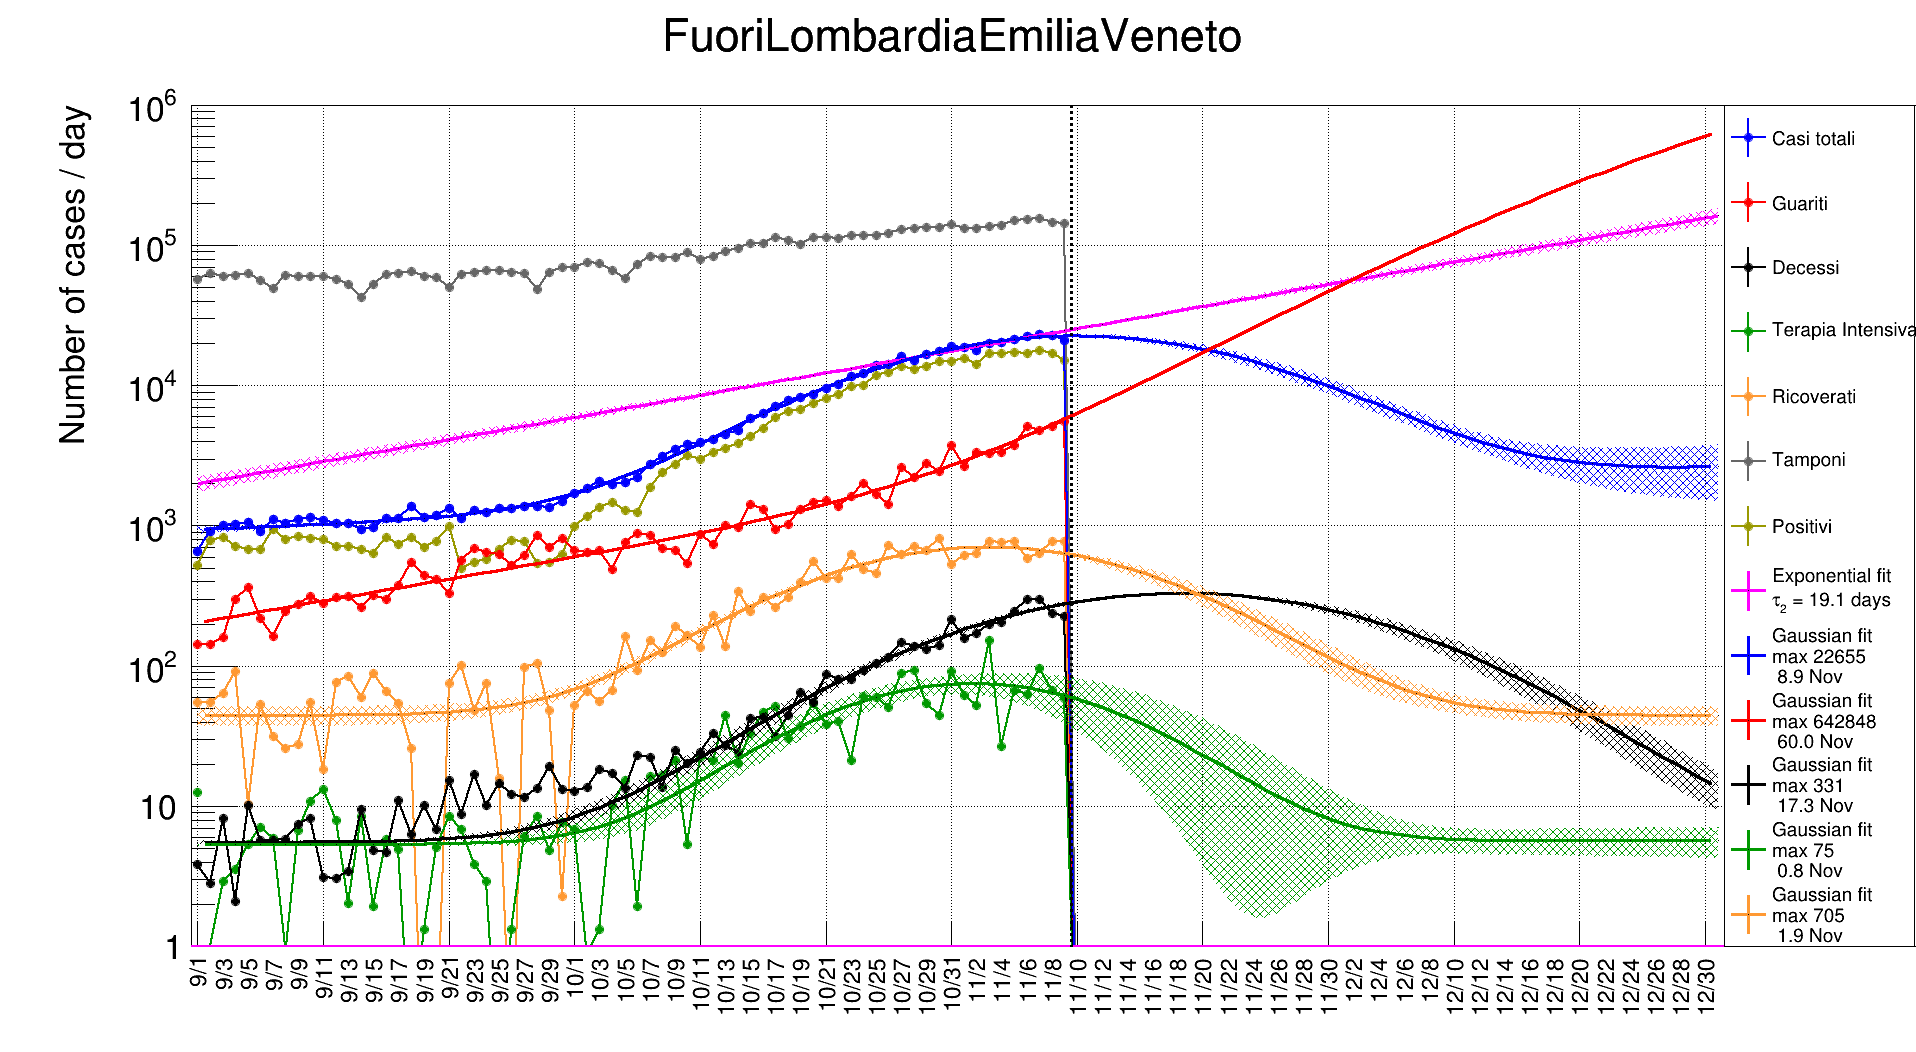 FuoriLombardiaEmiliaVeneto
Number of cases / day
10^6
10^5
10^4
10^3
10^2
10
1
9/1 9/3 9/5 9/7 9/9 9/11 9/13 9/15 9/17 9/19 9/21 9/23 9/25 9/27 9/29 10/1 10/3 10/5 10/7 10/9 10/11 10/13 10/15 10/17 10/19 10/21 10/23 10/25 10/27 10/29 10/31 11/2 11/4 11/6 11/8 11/10 11/12 11/14 11/16 11/18 11/20 11/22 11/24 11/26 11/28 11/30 12/2 12/4 12/6 12/8 12/10 12/12 12/14 12/16 12/18 12/20 12/22 12/24 12/26 12/28 12/30
Casi totali
Guariti
Decessi
Terapia Intensiva
Ricoverati
Tamponi
Positivi
Exponential fit
τ2 = 19.1 days
Gaussian fit
max 22655
8.9 Nov
Gaussian fit
max 642848
60.0 Nov
Gaussian fit
max 331
17.3 Nov
Gaussian fit
max 75
0.8 Nov
Gaussian fit
max 705
1.9 Nov